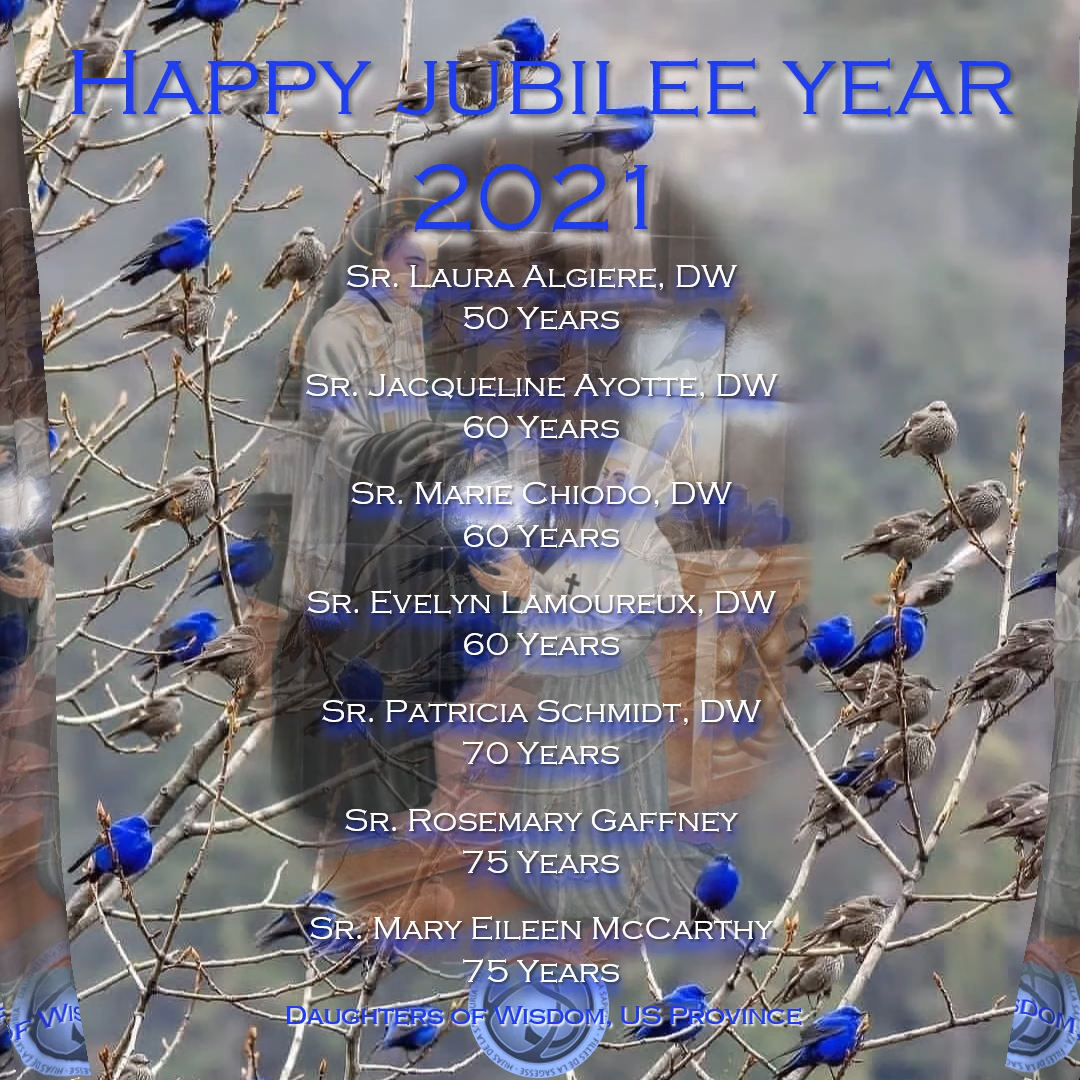 Happy jubilee year
2021
Sr. Laura Algiere, DW
50 Years
Sr. Jacqueline Ayotte, DW
60 Years
Sr. Marie Chiodo, DW
60 Years
Sr. Evelyn Lamoureux, DW
60 Years
Sr. Patricia Schmidt, DW
70 Years
Sr. Rosemary Gaffney
75 Years
Sr. Mary Eileen McCarthy
75 Years
Daughters of Wisdom, US Province